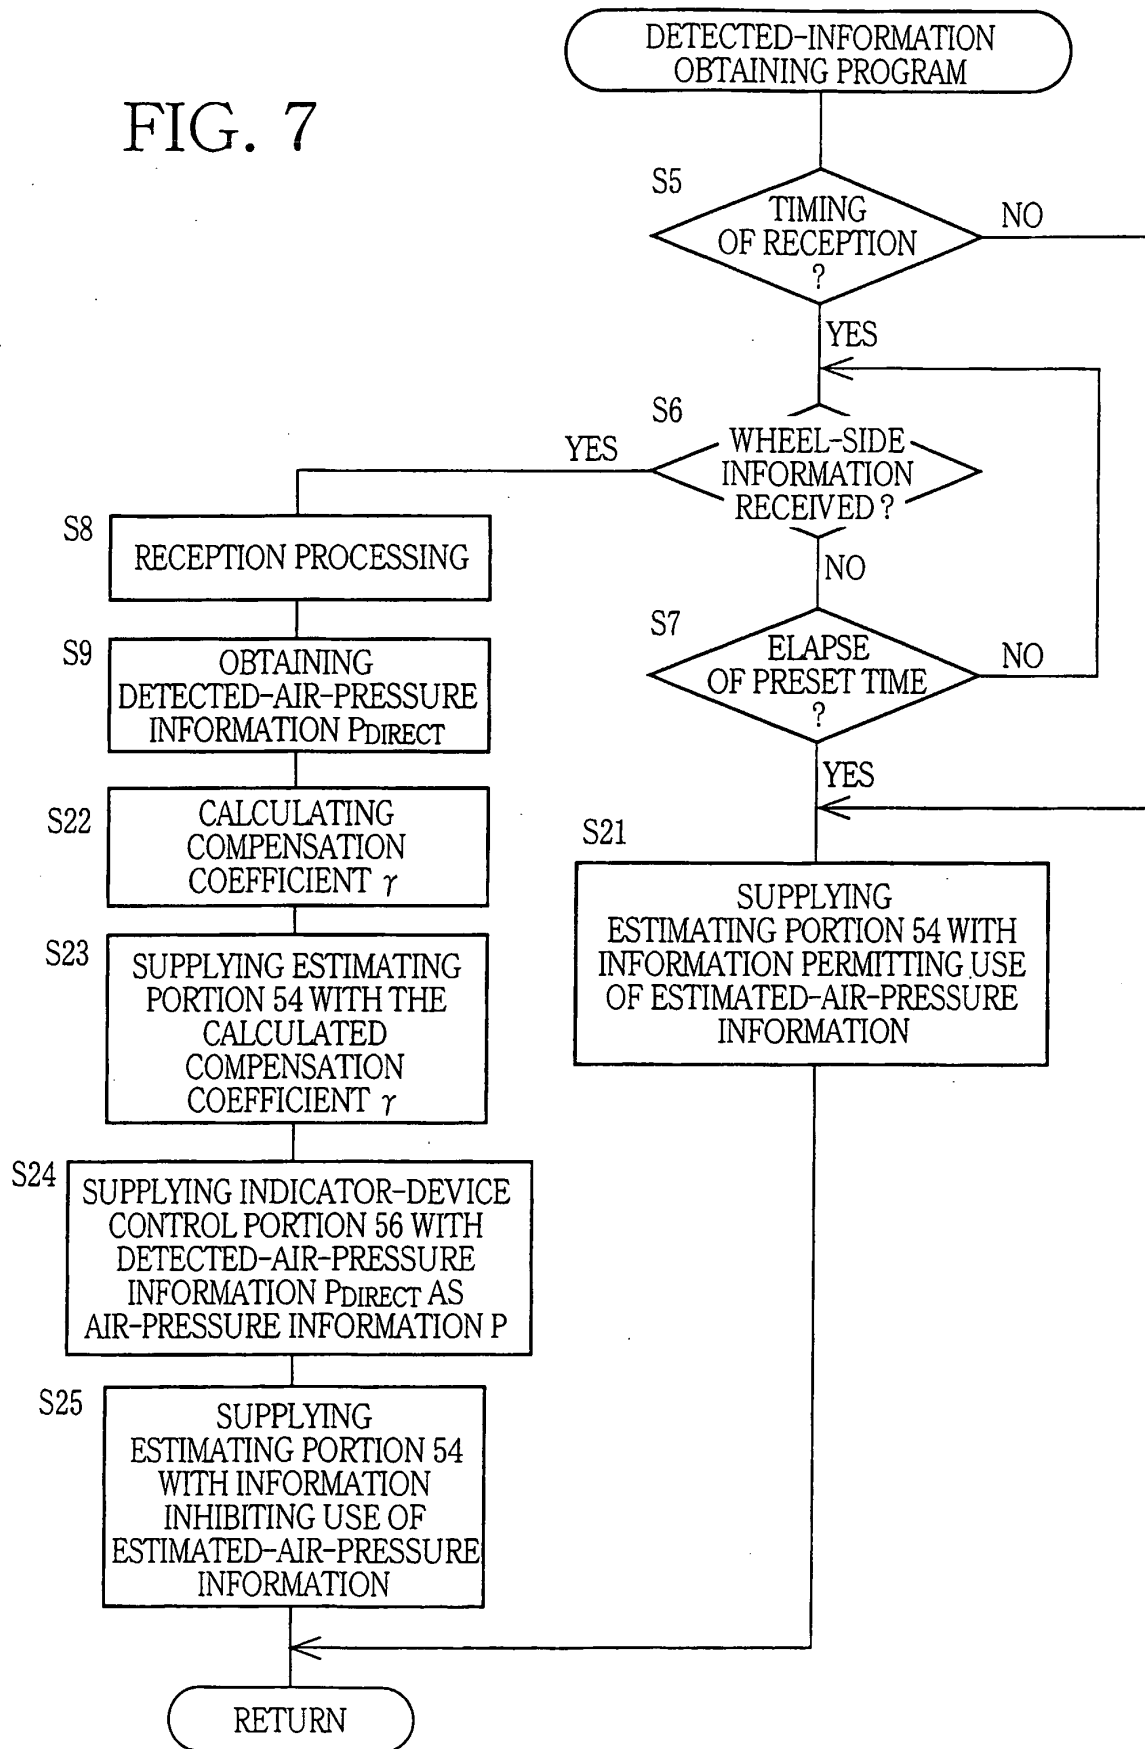 FIG. 7
DETECTED-INFORMATION
OBTAINING PROGRAM
S5
TIMING
OF RECEPTION
?
NO
YES
S6
WHEEL-SIDE
INFORMATION
RECEIVED ?
YES
NO
S7
ELAPSE
OF PRESET TIME
?
NO
YES
S8
RECEPTION PROCESSING
S9
OBTAINING
DETECTED-AIR-PRESSURE
INFORMATION PDIRECT
S22
CALCULATING
COMPENSATION
COEFFICIENT γ
S23
SUPPLYING ESTIMATING
PORTION 54 WITH THE
CALCULATED
COMPENSATION
COEFFICIENT γ
S24
SUPPLYING INDICATOR-DEVICE
CONTROL PORTION 56 WITH
DETECTED-AIR-PRESSURE
INFORMATION PDIRECT AS
AIR-PRESSURE INFORMATION P
S25
SUPPLYING
ESTIMATING PORTION 54
WITH INFORMATION
INHIBITING USE OF
ESTIMATED-AIR-PRESSURE
INFORMATION
S21
SUPPLYING
ESTIMATING PORTION 54 WITH
INFORMATION PERMITTING USE
OF ESTIMATED-AIR-PRESSURE
INFORMATION
RETURN